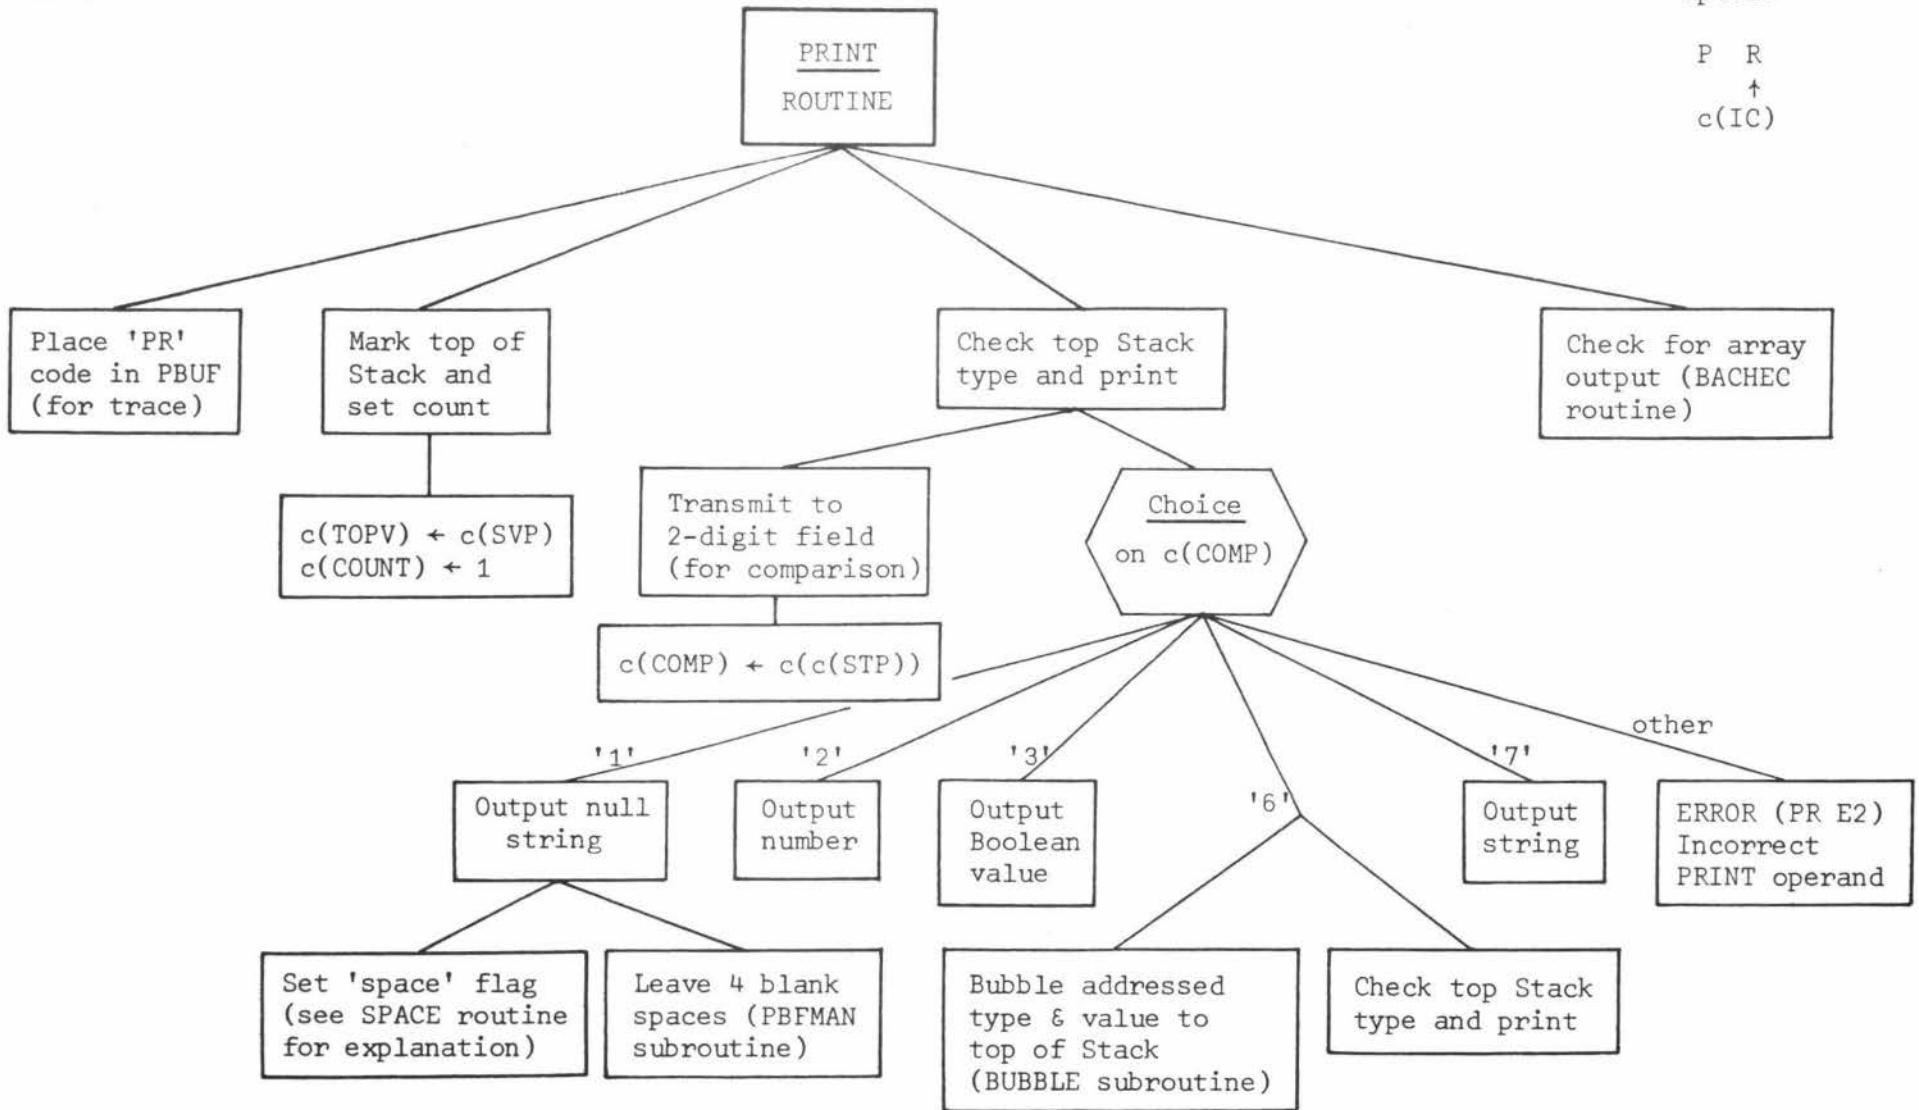 P R
↑
c(IC)
PRINT
ROUTINE
Place 'PR'
code in PBUF
(for trace)
Mark top of
Stack and
set count
Check top Stack
type and print
Check for array
output (BACHEC
routine)
c(TOPV) ← c(SVP)
c(COUNT) ← 1
Transmit to
2-digit field
(for comparison)
Choice
on c(COMP)
c(COMP) ← c(c(STP))
'1'
'2'
'3'
'6'
'7'
other
Output null
string
Output
number
Output
Boolean
value
Output
string
ERROR (PR E2)
Incorrect
PRINT operand
Set 'space' flag
(see SPACE routine
for explanation)
Leave 4 blank
spaces (PBFMAN
subroutine)
Bubble addressed
type & value to
top of Stack
(BUBBLE subroutine)
Check top Stack
type and print